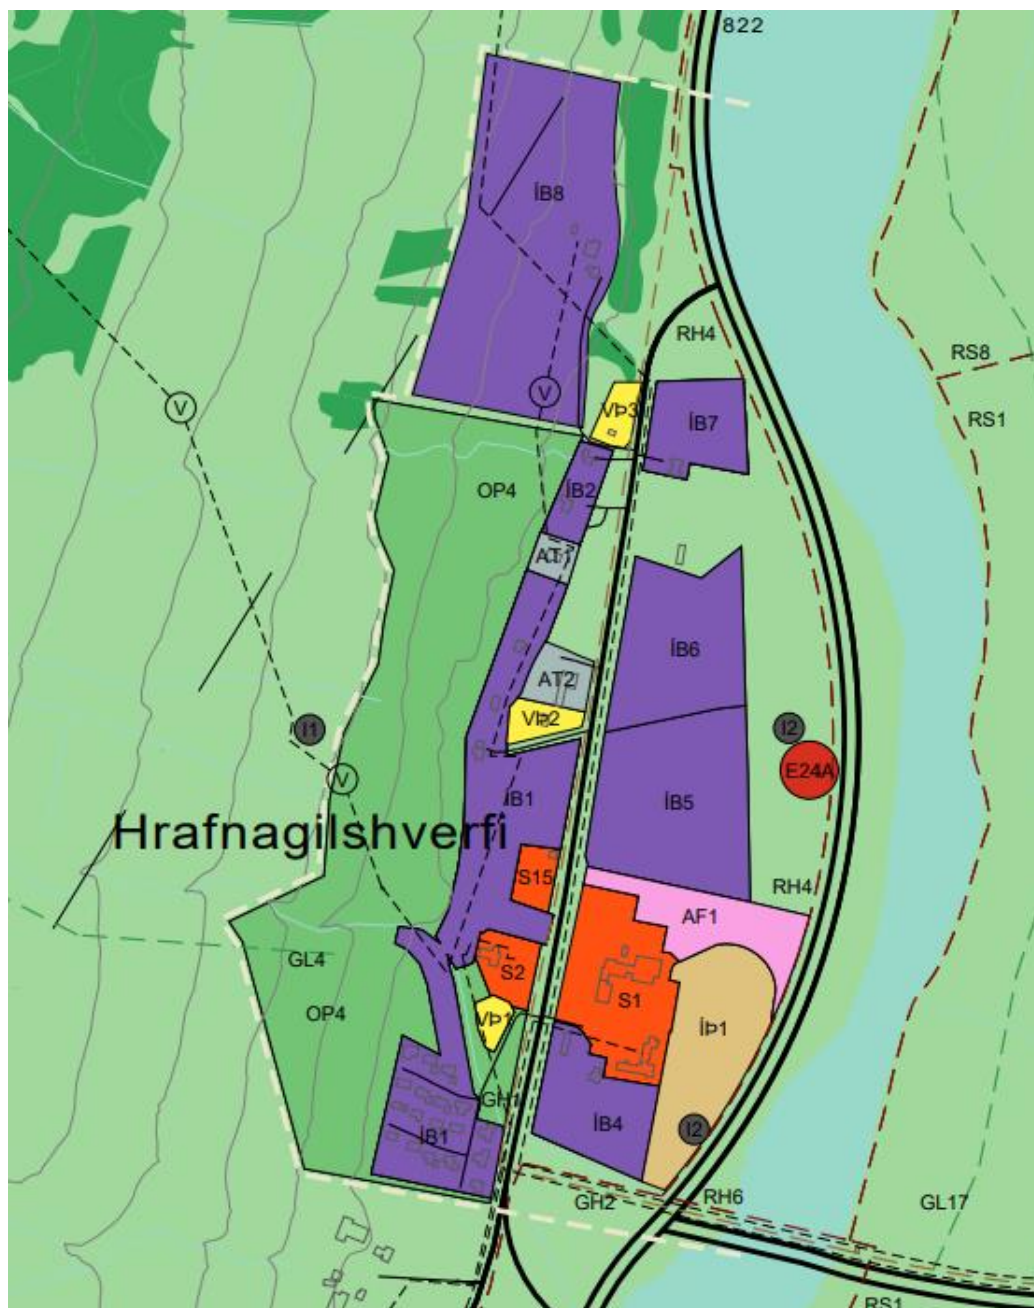 822
ÍB8
RH4
RS8
V
V
VÞ3
ÍB7
RS1
OP4
ÍB2
AT1
ÍB6
AT2
VÞ2
I1
I2
V
E24A
ÍB1
ÍB5
Hrafnagilshverfi
S15
RH4
AF1
GL4
S2
S1
OP4
VÞ1
ÍÞ1
GH1
ÍB1
ÍB4
I2
GH2
RH6
GL17
RS1